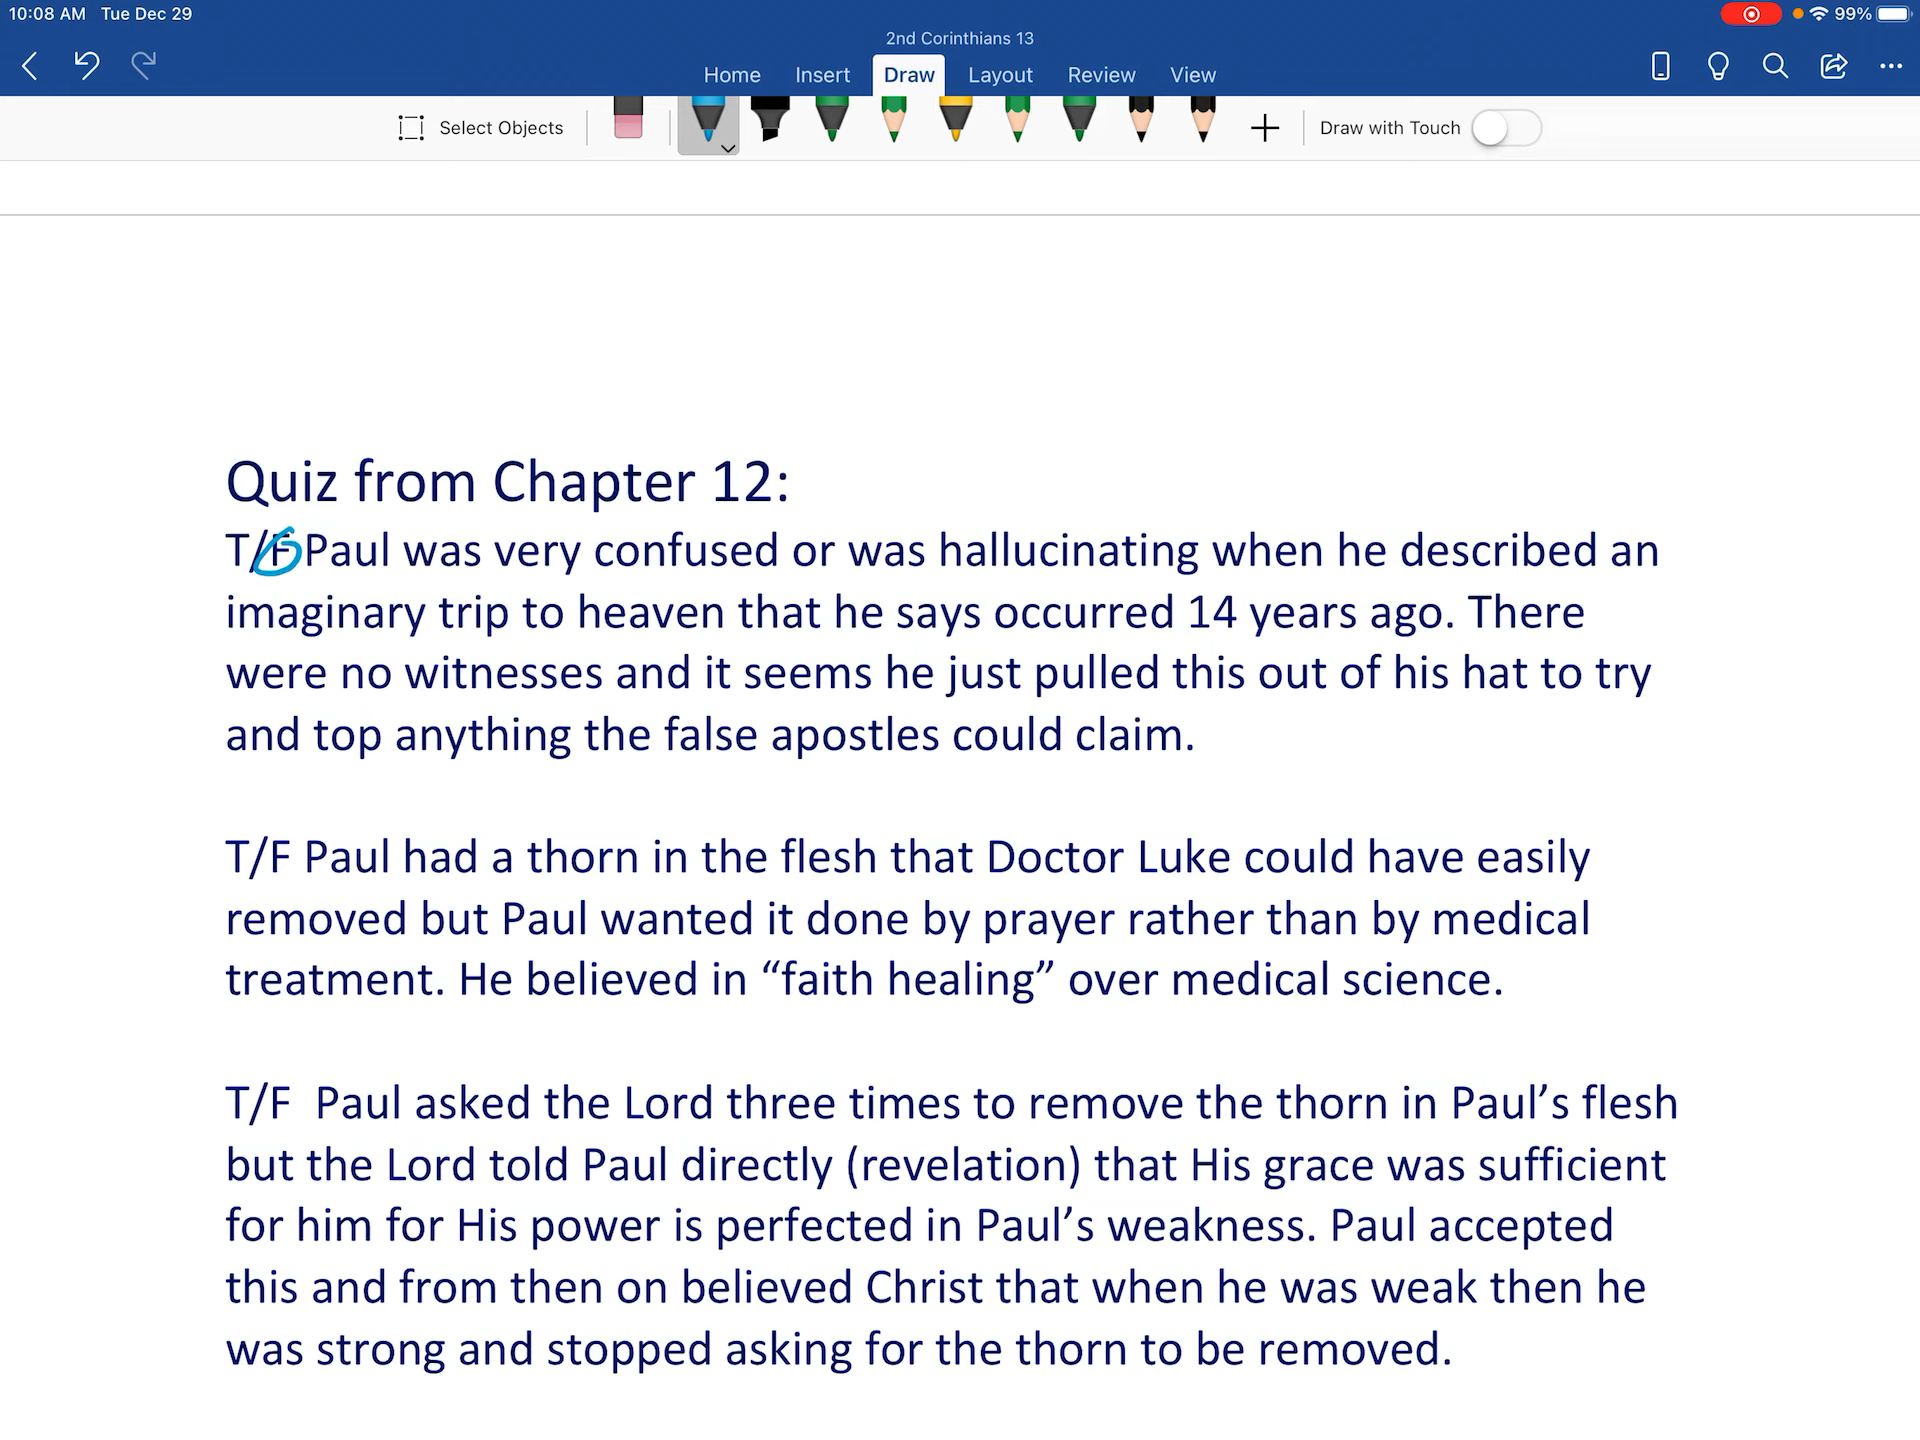 10:08 AM Tue Dec 29
99%
2nd Corinthians 13
Home Insert Draw Layout Review View
Select Objects
Draw with Touch
Quiz from Chapter 12:
T/F Paul was very confused or was hallucinating when he described an
imaginary trip to heaven that he says occurred 14 years ago. There
were no witnesses and it seems he just pulled this out of his hat to try
and top anything the false apostles could claim.
T/F Paul had a thorn in the flesh that Doctor Luke could have easily
removed but Paul wanted it done by prayer rather than by medical
treatment. He believed in “faith healing” over medical science.
T/F  Paul asked the Lord three times to remove the thorn in Paul’s flesh
but the Lord told Paul directly (revelation) that His grace was sufficient
for him for His power is perfected in Paul’s weakness. Paul accepted
this and from then on believed Christ that when he was weak then he
was strong and stopped asking for the thorn to be removed.